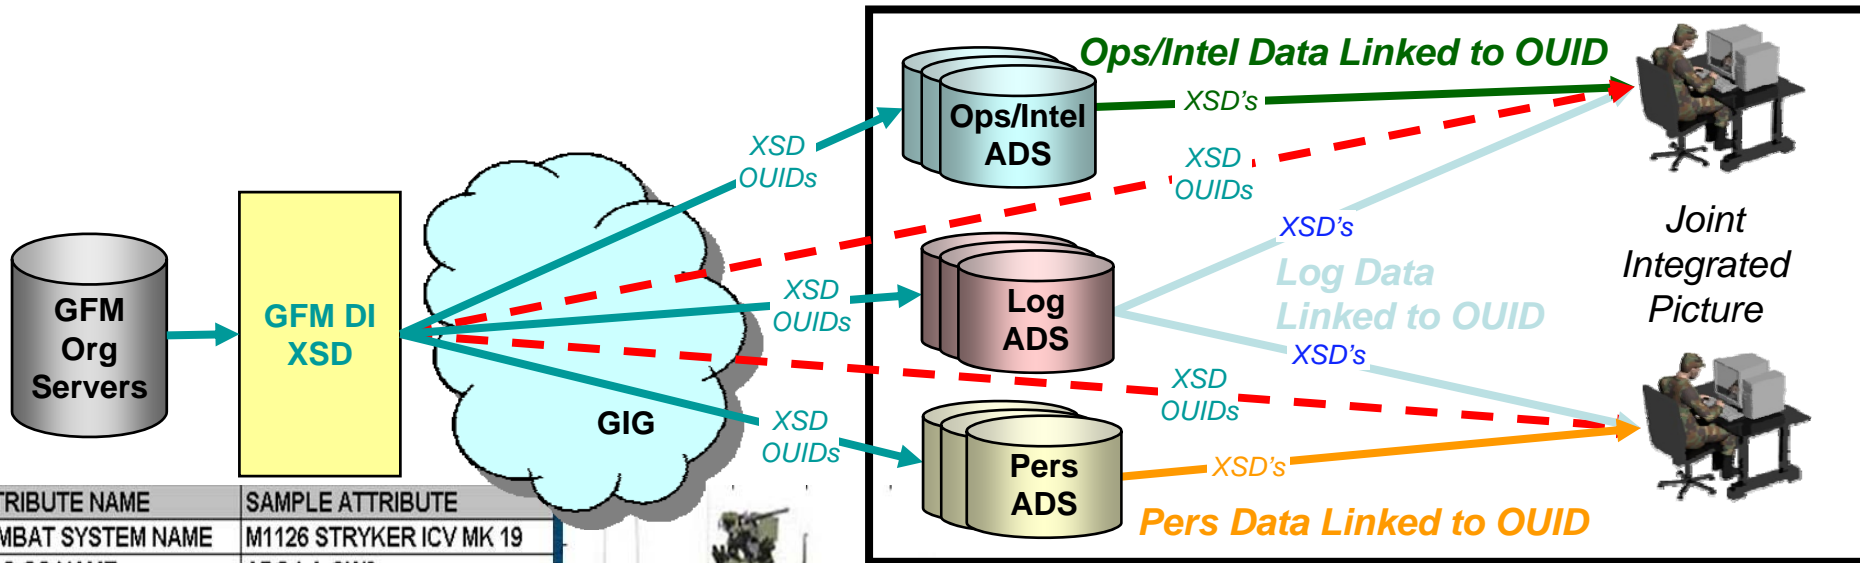 GFM
Org
Servers
GFM DI
XSD
GIG
XSD
OUIDs
XSD
OUIDs
XSD
OUIDs
Ops/Intel
ADS
Log
ADS
Pers
ADS
Ops/Intel Data Linked to OUID
XSD's
XSD
OUIDs
XSD's
Log Data
Linked to OUID
XSD's
XSD
OUIDs
XSD's
Pers Data Linked to OUID
Joint
Integrated
Picture
TRIBUTE NAME SAMPLE ATTRIBUTE
MBAT SYSTEM NAME M1126 STRYKER ICV MK 19